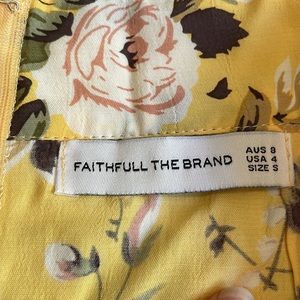 FAITHFULL THE BRAND
AUS 8
USA 4
SIZE S